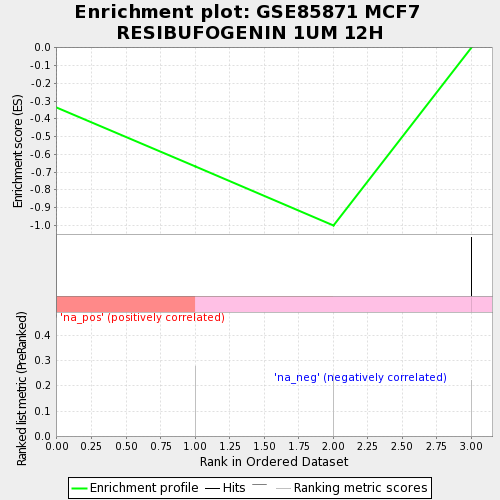 Enrichment plot: GSE85871 MCF7
RESIBUFOGENIN 1UM 12H
Enrichment score (ES)
0.0
-0.1
-0.2
-0.3
-0.4
-0.5
-0.6
-0.7
-0.8
-0.9
-1.0
'na_pos' (positively correlated)
'na_neg' (negatively correlated)
Ranked list metric (PreRanked)
0.4
0.3
0.2
0.1
0.0
0.00 0.25 0.50 0.75 1.00 1.25 1.50 1.75 2.00 2.25 2.50 2.75 3.00
Rank in Ordered Dataset
Enrichment profile Hits Ranking metric scores